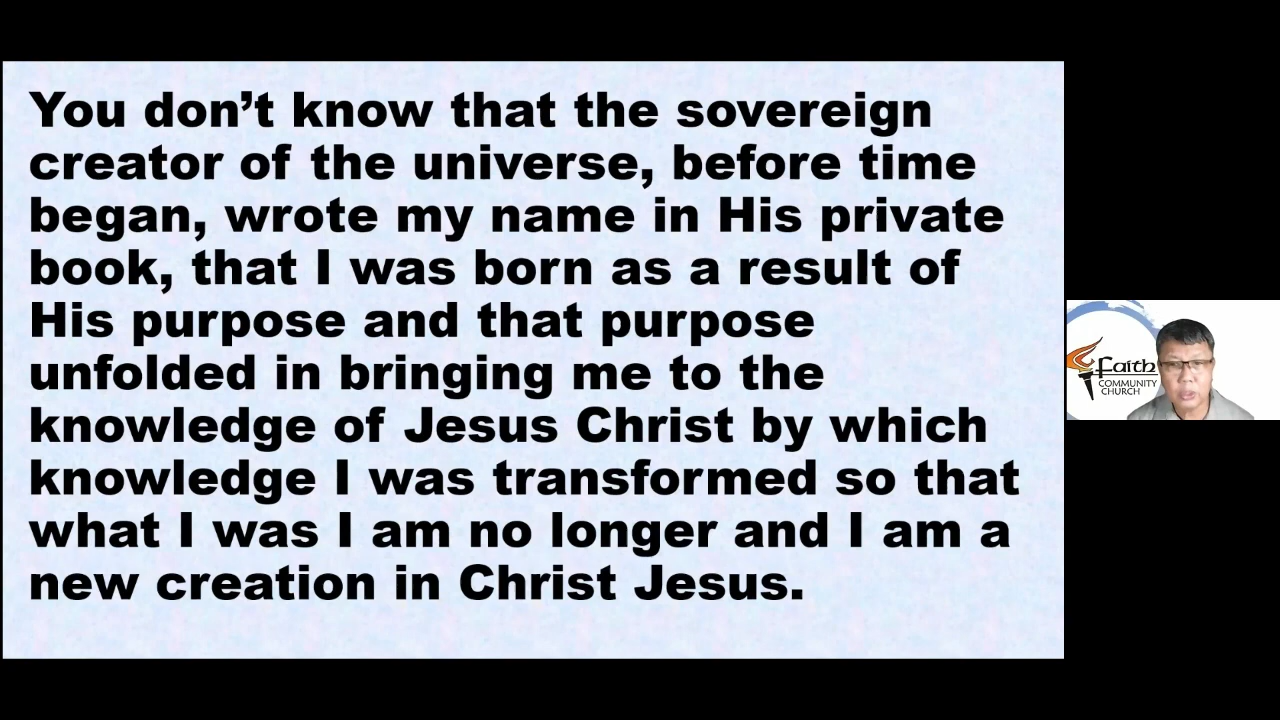 You don’t know that the sovereign
creator of the universe, before time
began, wrote my name in His private
book, that I was born as a result of
His purpose and that purpose
unfolded in bringing me to the
knowledge of Jesus Christ by which
knowledge I was transformed so that
what I was I am no longer and I am a
new creation in Christ Jesus.
Faith
COMMUNITY
CHURCH